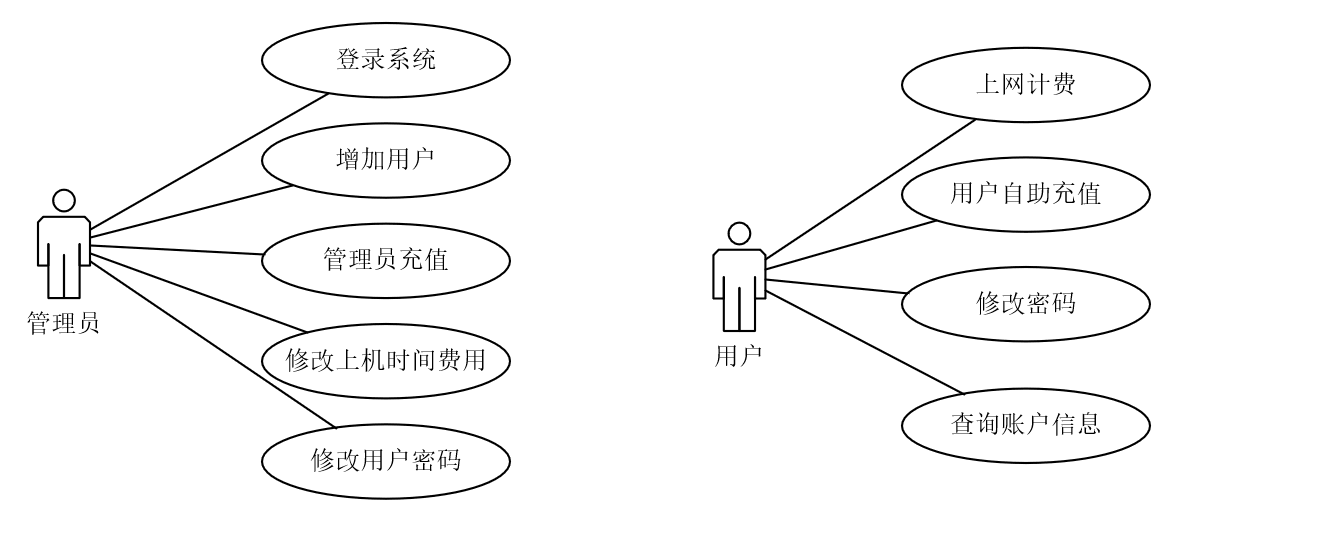 登录系统
增加用户
管理员充值
修改上机时间费用
修改用户密码
管理员
上网计费
用户自助充值
修改密码
查询账户信息
用户